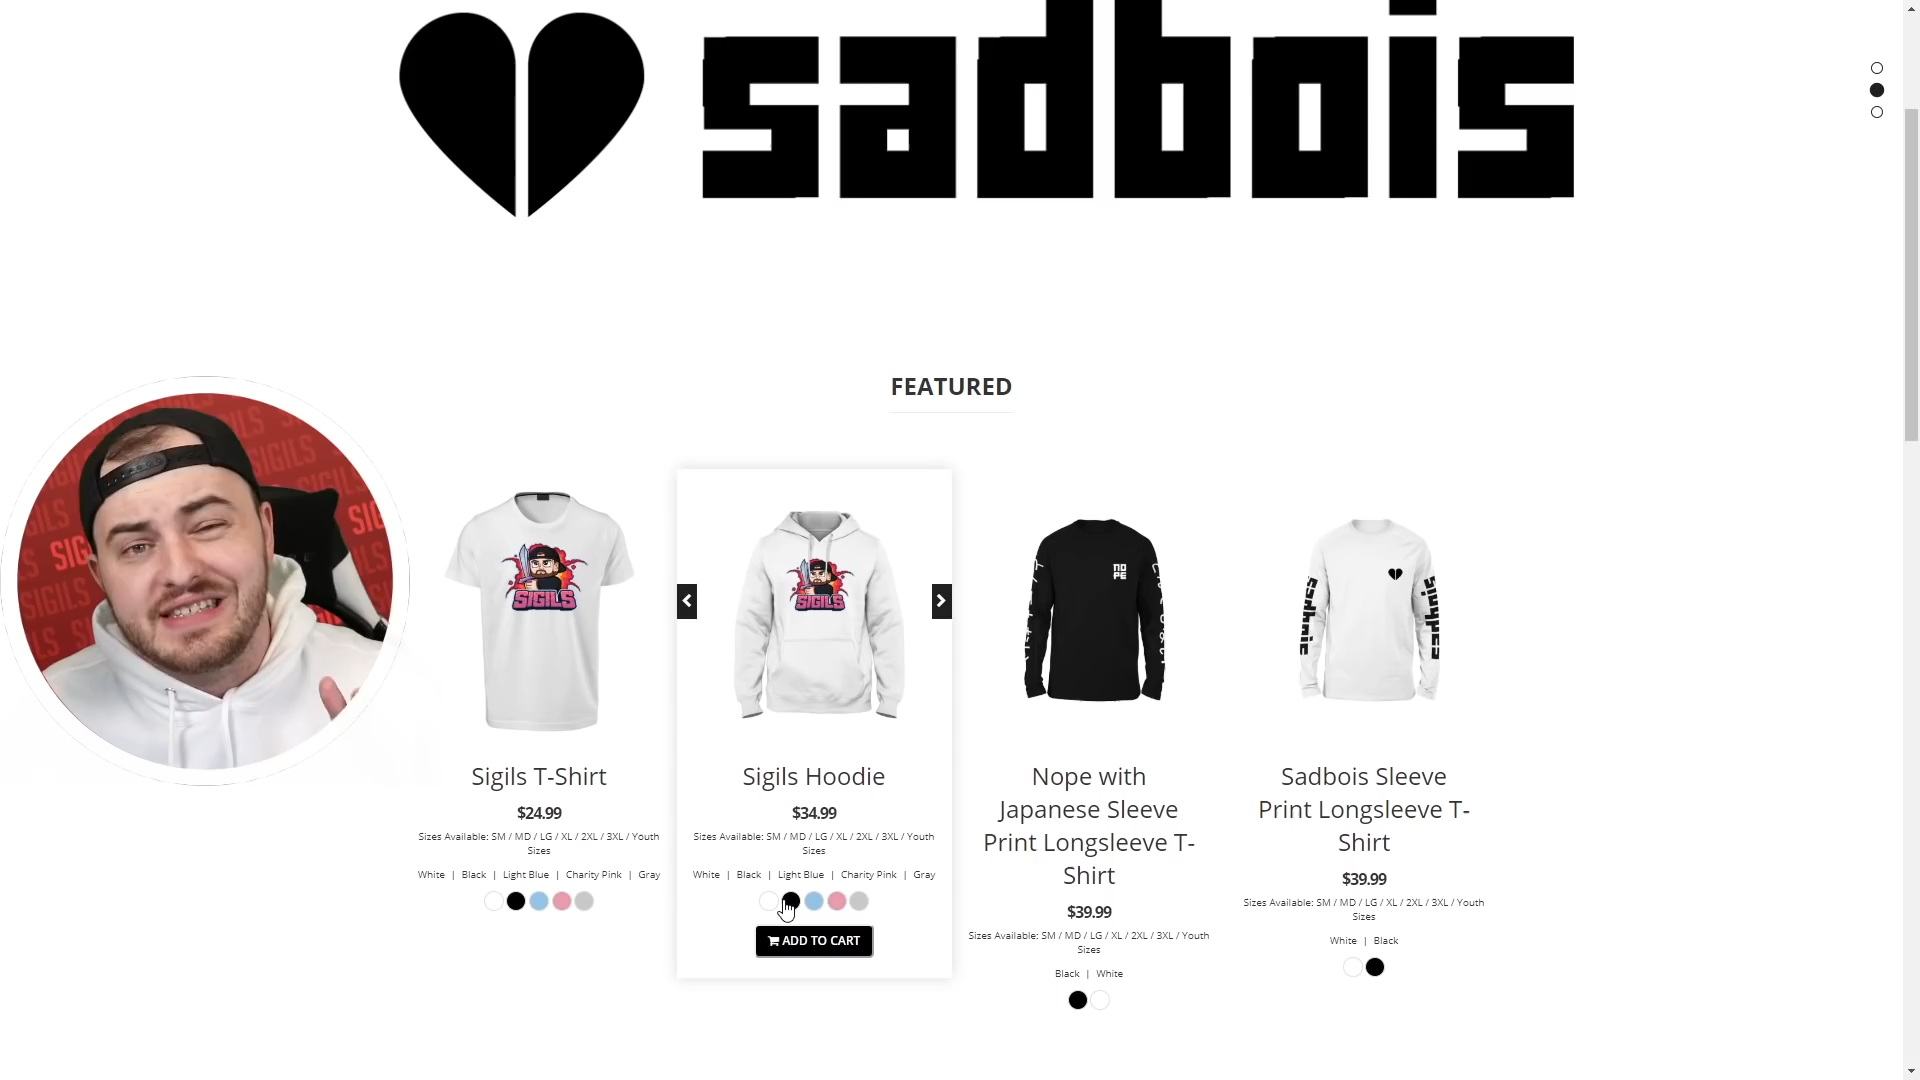 sadbois
FEATURED
SIGILS
SIGILS
SIGILS
SIGILS
NO
PE
sadbois
Sigils T-Shirt
$24.99
Sizes Available: SM / MD / LG / XL / 2XL / 3XL / Youth
Sizes
White | Black | Light Blue | Charity Pink | Gray
Sigils Hoodie
$34.99
Sizes Available: SM / MD / LG / XL / 2XL / 3XL / Youth
Sizes
White | Black | Light Blue | Charity Pink | Gray
ADD TO CART
Nope with
Japanese Sleeve
Print Longsleeve T-
Shirt
$39.99
Sizes Available: SM / MD / LG / XL / 2XL / 3XL / Youth
Sizes
Black | White
Sadbois Sleeve
Print Longsleeve T-
Shirt
$39.99
Sizes Available: SM / MD / LG / XL / 2XL / 3XL / Youth
Sizes
White | Black